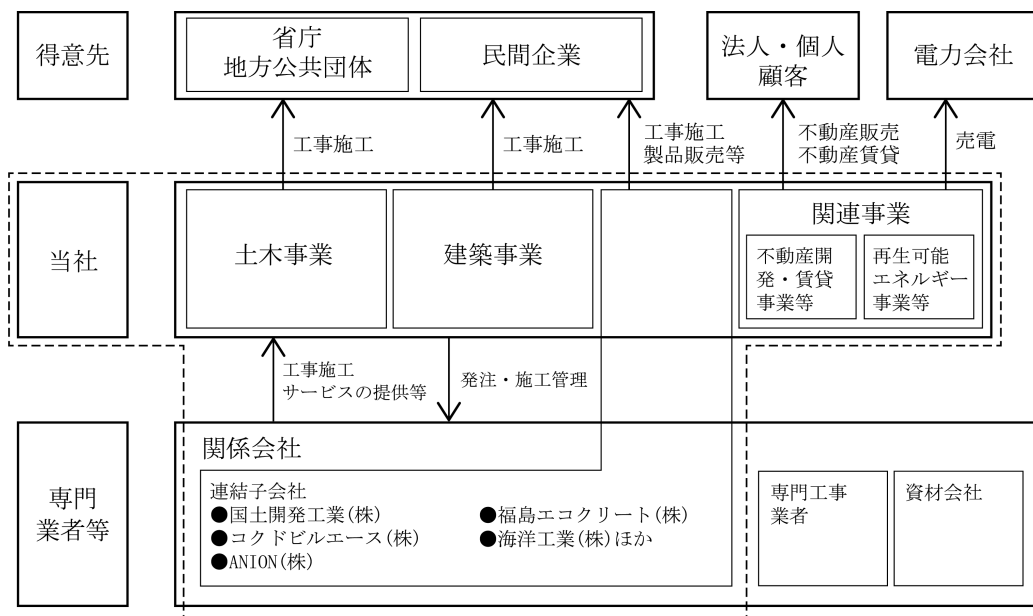 得意先
省庁
地方公共団体
民間企業
法人・個人
顧客
電力会社
工事施工
工事施工
工事施工
製品販売等
不動産販売
不動産賃貸
売電
当社
土木事業
建築事業
関連事業
不動産開
発・賃貸
事業等
再生可能
エネルギー
事業等
工事施工
サービスの提供等
発注・施工管理
専門
業者等
関係会社
連結子会社
●国土開発工業(株)
●コクドビルエース(株)
●ANION(株)
●福島エコクリート(株)
●海洋工業(株)ほか
専門工事
業者
資材会社